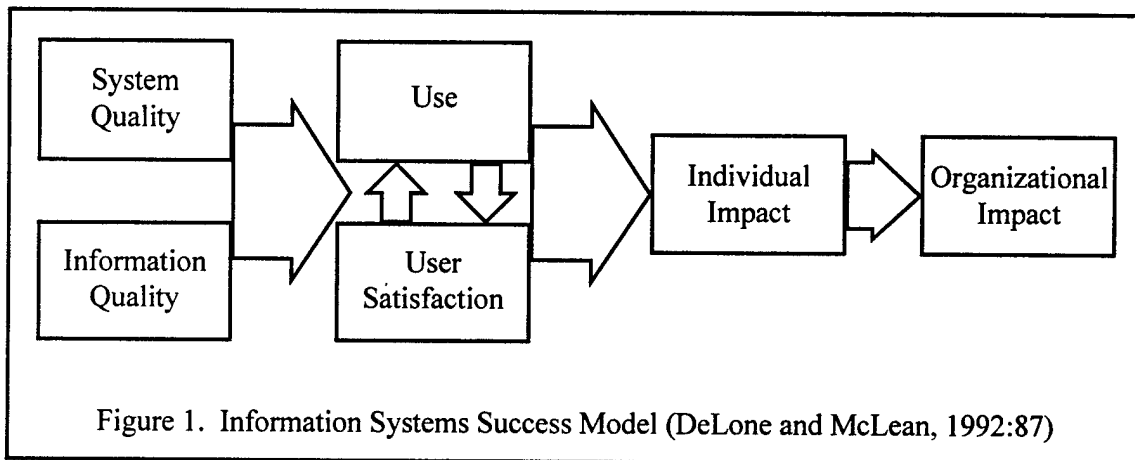 System
Quality
Use
Information
Quality
User
Satisfaction
Individual
Impact
Organizational
Impact
Figure 1. Information Systems Success Model (DeLone and McLean, 1992:87)